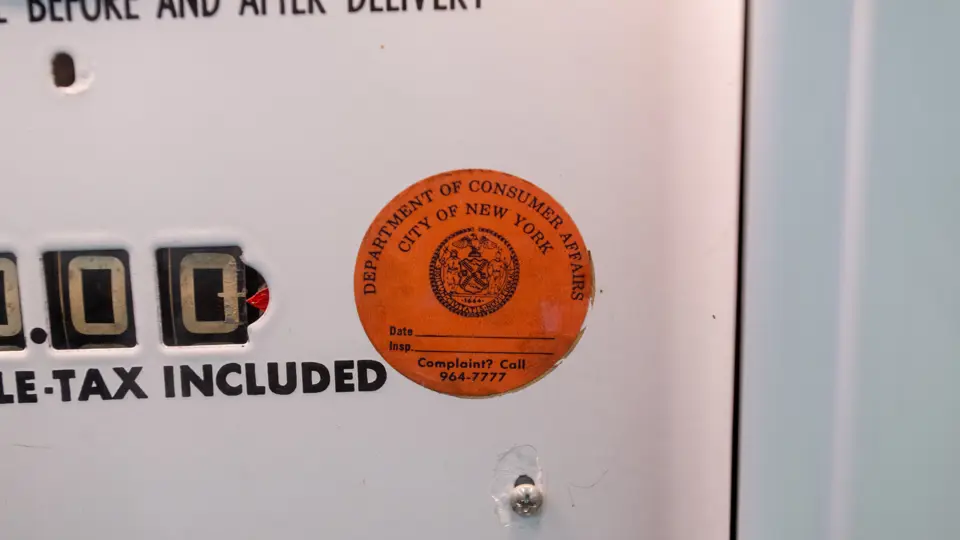 BEFORE AND AFTER DELIVERY
.00
LE-TAX INCLUDED
DEPARTMENT OF CONSUMER AFFAIRS
CITY OF NEW YORK
Date
Insp.
Complaint? Call
964-7777